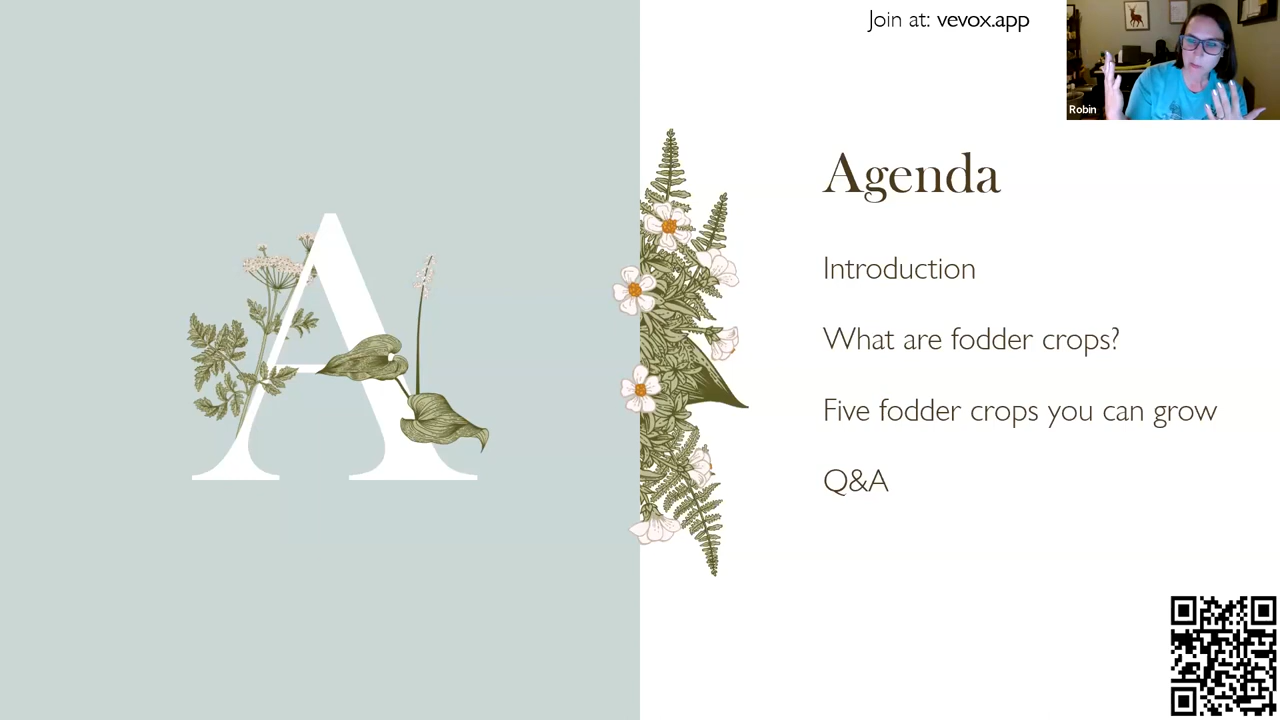 Join at: vevox.app
Robin
A
Agenda
Introduction
What are fodder crops?
Five fodder crops you can grow
Q&A